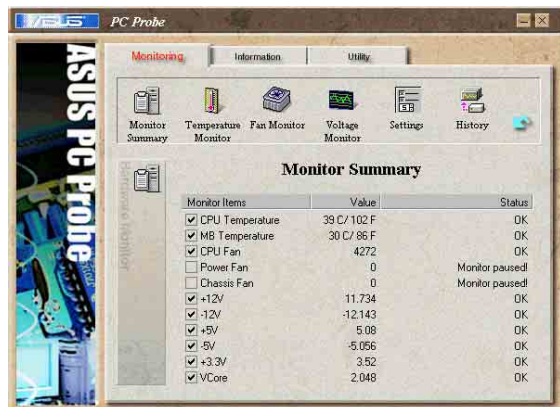 ASUS PC Probe
Monitoring Information Utility
Monitor Summary Temperature Monitor Fan Monitor Voltage Monitor Settings History
ASUS PC Probe
Hardware Monitor
Monitor Summary
Monitor Items Value Status
CPU Temperature 39 C/ 102 F OK
MB Temperature 30 C/ 86 F OK
CPU Fan 4272 OK
Power Fan 0 Monitor paused!
Chassis Fan 0 Monitor paused!
+12V 11.734 OK
-12V -12.143 OK
+5V 5.08 OK
-5V -5.056 OK
+3.3V 3.52 OK
VCore 2.048 OK